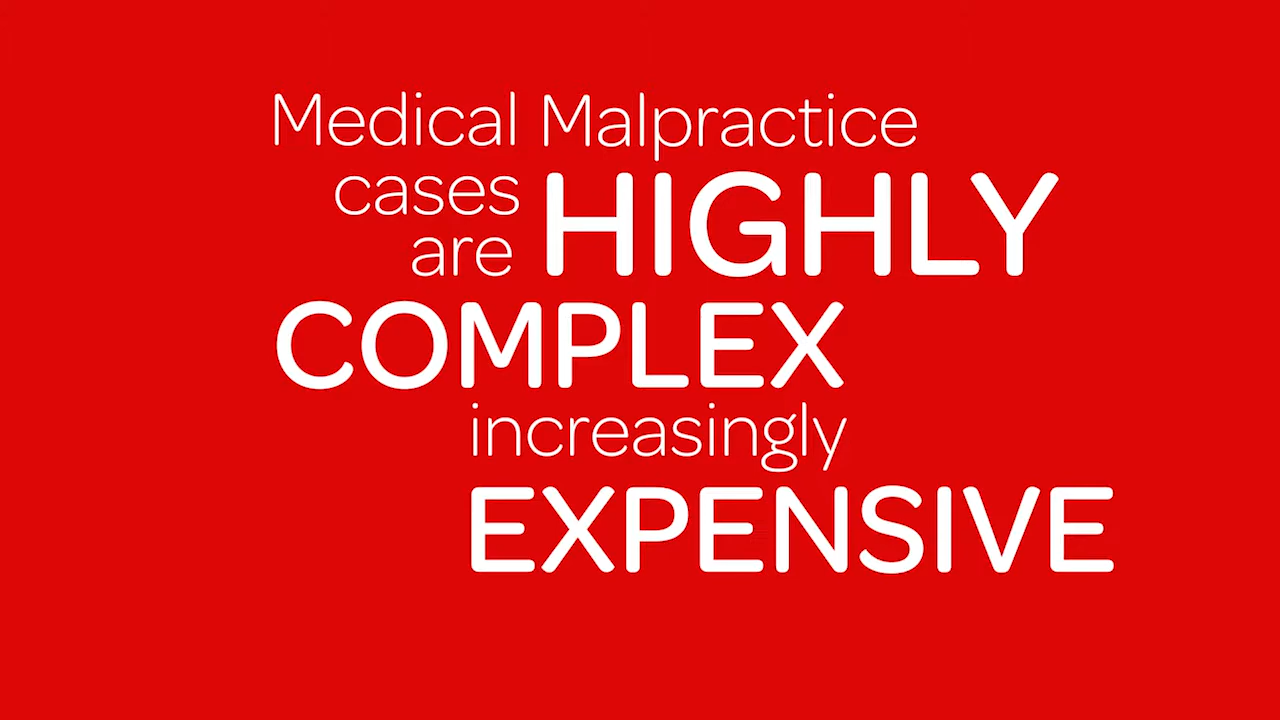 Medical Malpractice
cases
are HIGHLY
COMPLEX
increasingly
EXPENSIVE